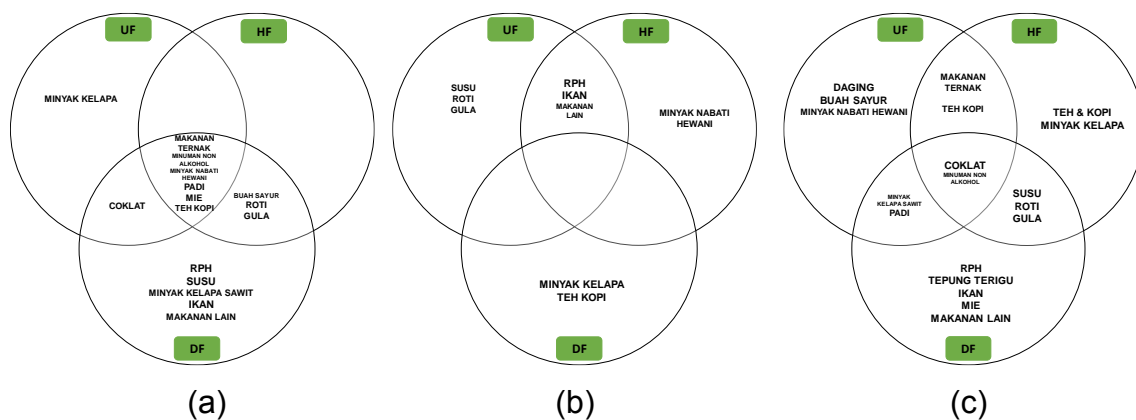 UF
HF
MINYAK KELAPA
MAKANAN
TERNAK
MINUMAN NON
ALKOHOL
MINYAK NABATI
HEWANI
PADI
MIE
TEH KOPI
COKLAT
BUAH SAYUR
ROTI
GULA
RPH
SUSU
MINYAK KELAPA SAWIT
IKAN
MAKANAN LAIN
DF
(a)
UF
HF
SUSU
ROTI
GULA
RPH
IKAN
MAKANAN
LAIN
MINYAK NABATI
HEWANI
MINYAK KELAPA
TEH KOPI
DF
(b)
UF
HF
DAGING
BUAH SAYUR
MINYAK NABATI HEWANI
MAKANAN
TERNAK
TEH KOPI
TEH & KOPI
MINYAK KELAPA
COKLAT
MINUMAN NON
ALKOHOL
MINYAK
KELAPA SAWIT
PADI
SUSU
ROTI
GULA
RPH
TEPUNG TERIGU
IKAN
MIE
MAKANAN LAIN
DF
(c)